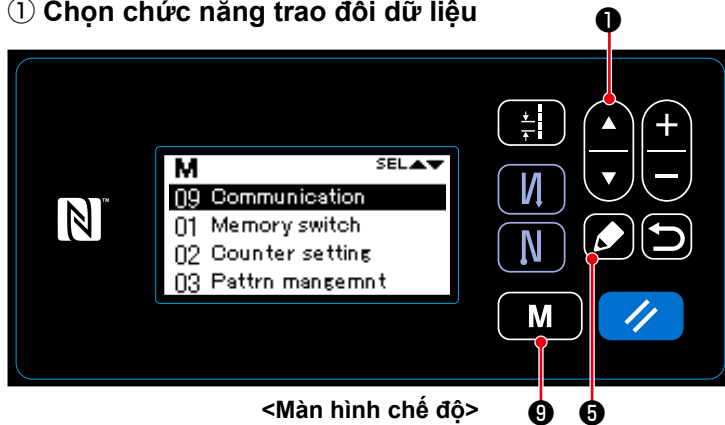 ① Chọn chức năng trao đổi dữ liệu
❶
M SEL▲▼
09 Communication
01 Memory switch
02 Counter setting
03 Pattrn mangemnt
N
™
M
<Màn hình chế độ>
❾ ❺